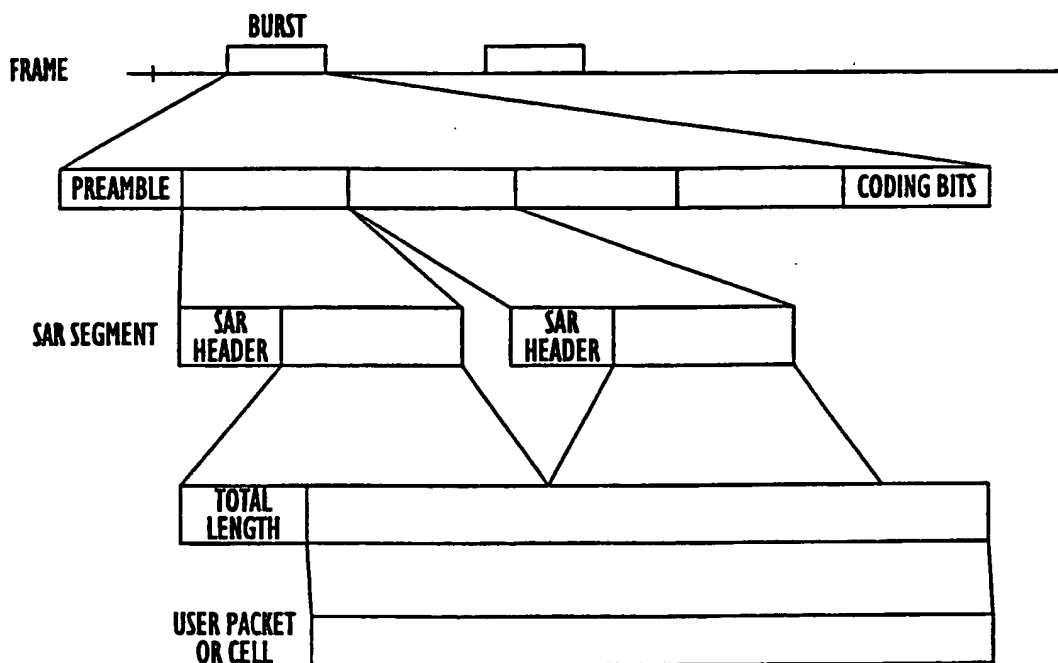 BURST
FRAME
PREAMBLE
CODING BITS
SAR SEGMENT
SAR
HEADER
SAR
HEADER
TOTAL
LENGTH
USER PACKET
OR CELL